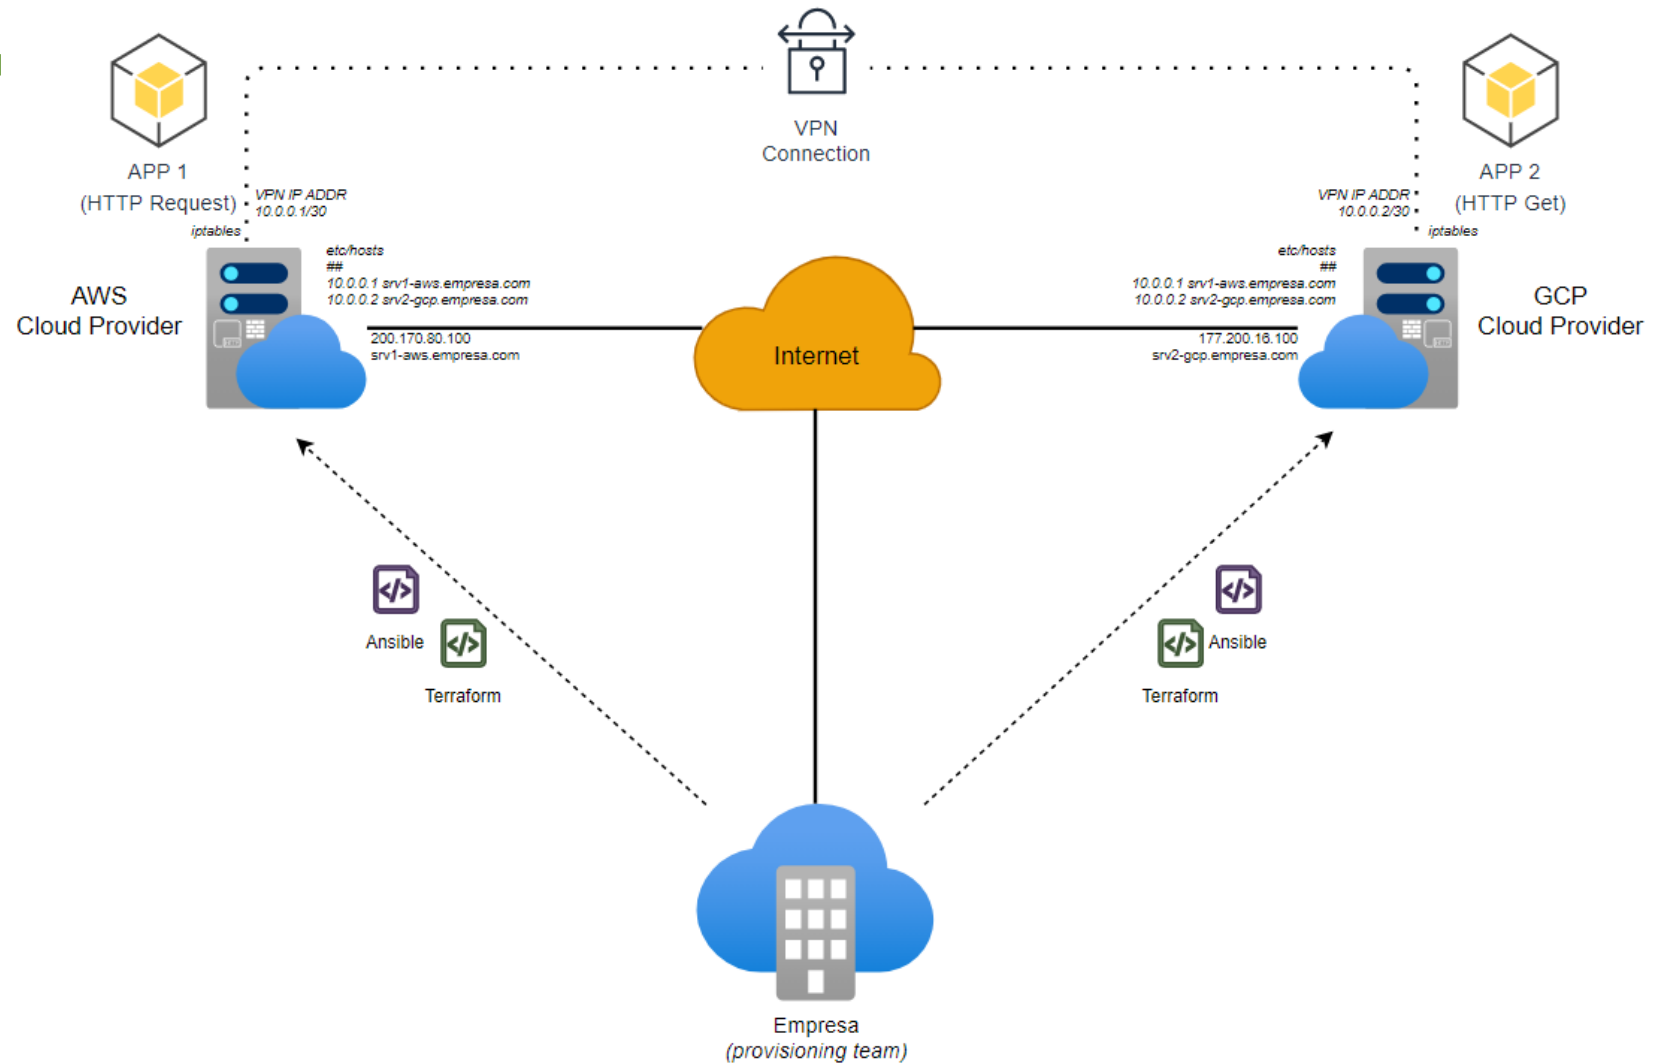 VPN
Connection
APP 1
(HTTP Request)
VPN IP ADDR
10.0.0.1/30
iptables
APP 2
(HTTP Get)
VPN IP ADDR
10.0.0.2/30
iptables
AWS
Cloud Provider
etc/hosts
##
10.0.0.1 srv1-aws.empresa.com
10.0.0.2 srv2-gcp.empresa.com
200.170.80.100
srv1-aws.empresa.com
Internet
etc/hosts
##
10.0.0.1 srv1-aws.empresa.com
10.0.0.2 srv2-gcp.empresa.com
177.200.16.100
srv2-gcp.empresa.com
GCP
Cloud Provider
</>
Ansible
</>
Terraform
</>
Ansible
</>
Terraform
Empresa
(provisioning team)